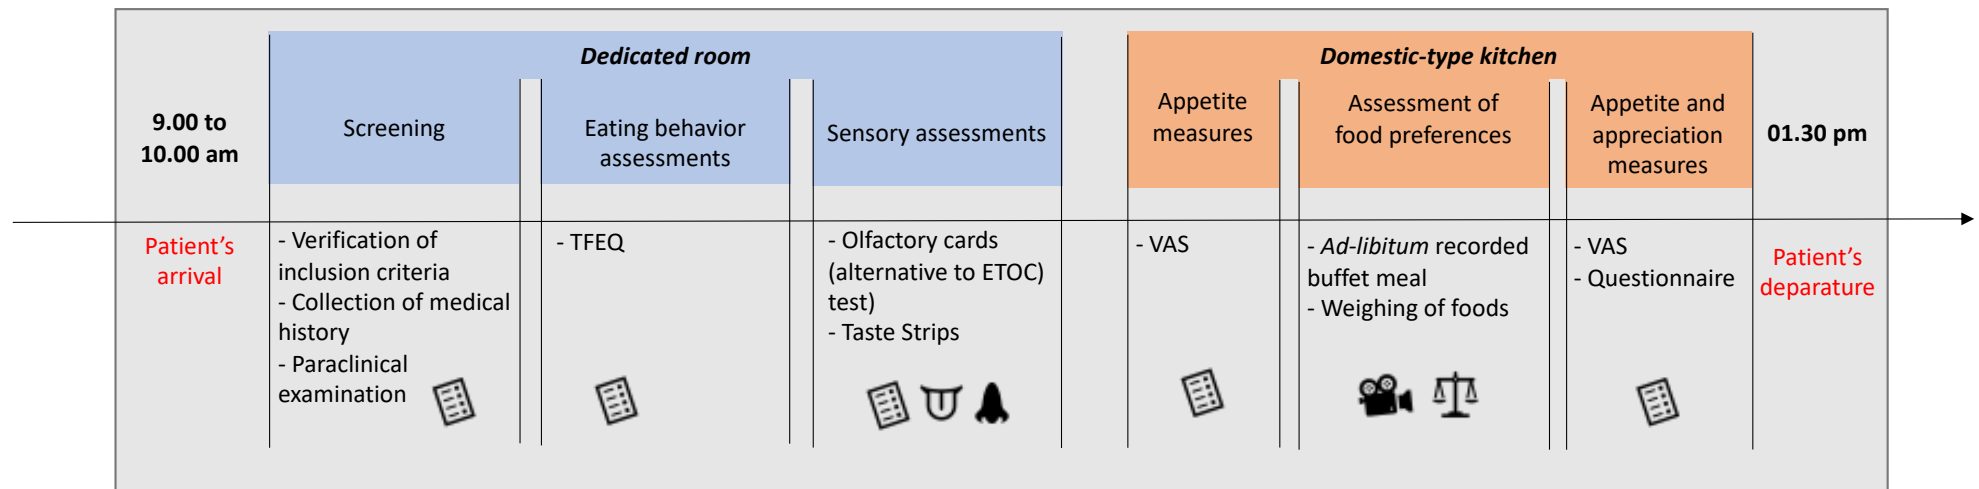 Dedicated room
Domestic-type kitchen
9.00 to
10.00 am
Screening
Eating behavior
assessments
Sensory assessments
Appetite
measures
Assessment of
food preferences
Appetite and
appreciation
measures
01.30 pm
Patient's
arrival
- Verification of
inclusion criteria
- Collection of medical
history
- Paraclinical
examination
- TFEQ
- Olfactory cards
(alternative to ETOC)
test)
- Taste Strips
- VAS
- Ad-libitum recorded
buffet meal
- Weighing of foods
- VAS
- Questionnaire
Patient's
deparature